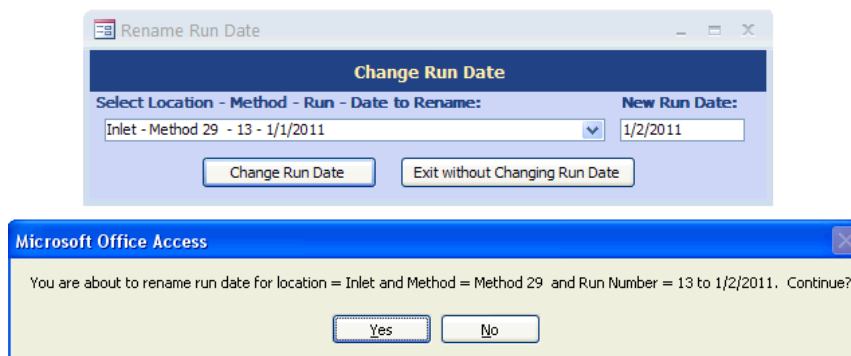 Rename Run Date
Change Run Date
Select Location - Method - Run - Date to Rename: New Run Date:
Inlet - Method 29 - 13 - 1/1/2011 1/2/2011
Change Run Date Exit without Changing Run Date
Microsoft Office Access
You are about to rename run date for location = Inlet and Method = Method 29 and Run Number = 13 to 1/2/2011. Continue?
Yes No